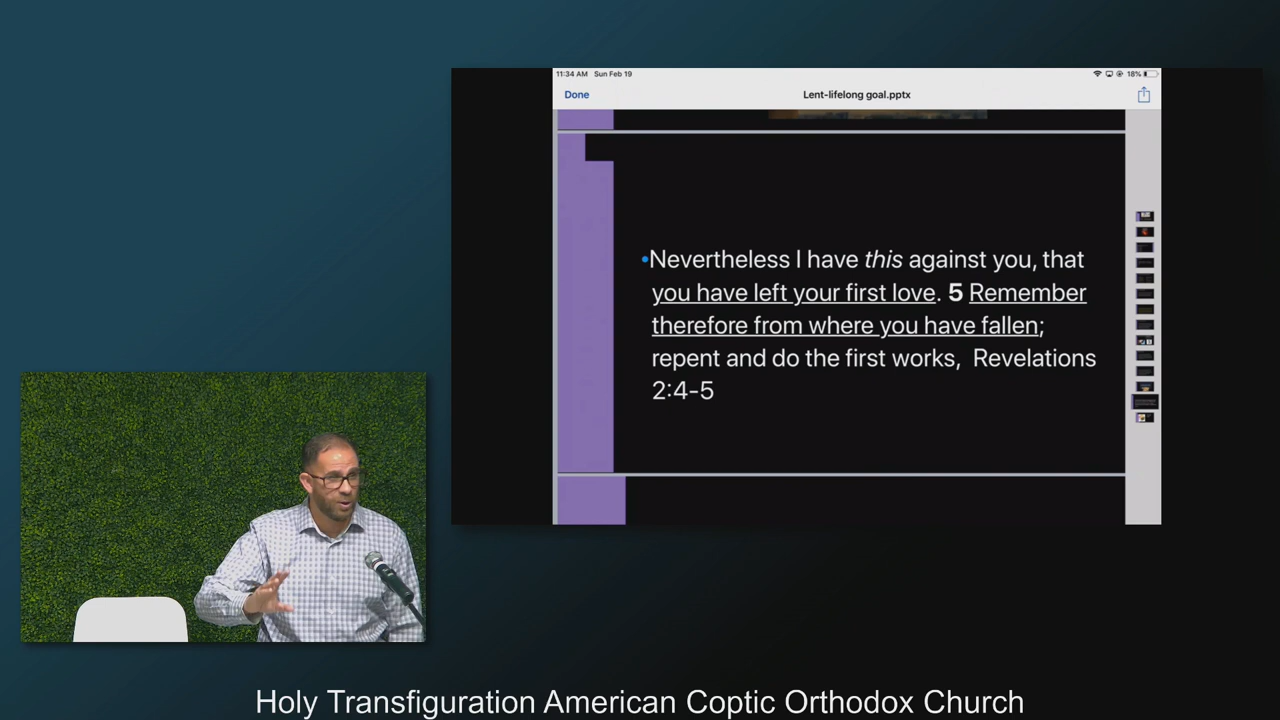 11:34 AM Sun Feb 19
18%
Done
Lent-lifelong goal.pptx
•Nevertheless I have this against you, that
you have left your first love. 5 Remember
therefore from where you have fallen;
repent and do the first works, Revelations
2:4-5
Holy Transfiguration American Coptic Orthodox Church